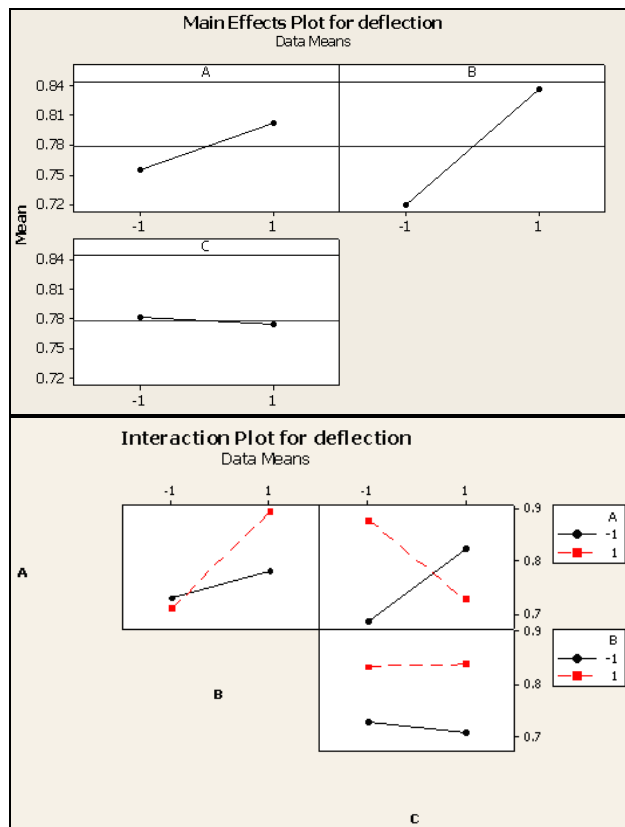 Main Effects Plot for deflection
Data Means
A B
0.84
0.81
0.78
0.75
0.72
-1 1 -1 1
Mean
C
0.84
0.81
0.78
0.75
0.72
-1 1
Interaction Plot for deflection
Data Means
-1 1 -1 1
A
0.9
0.8
0.7
A
-1
1
B
0.9
0.8
0.7
B
-1
1
C